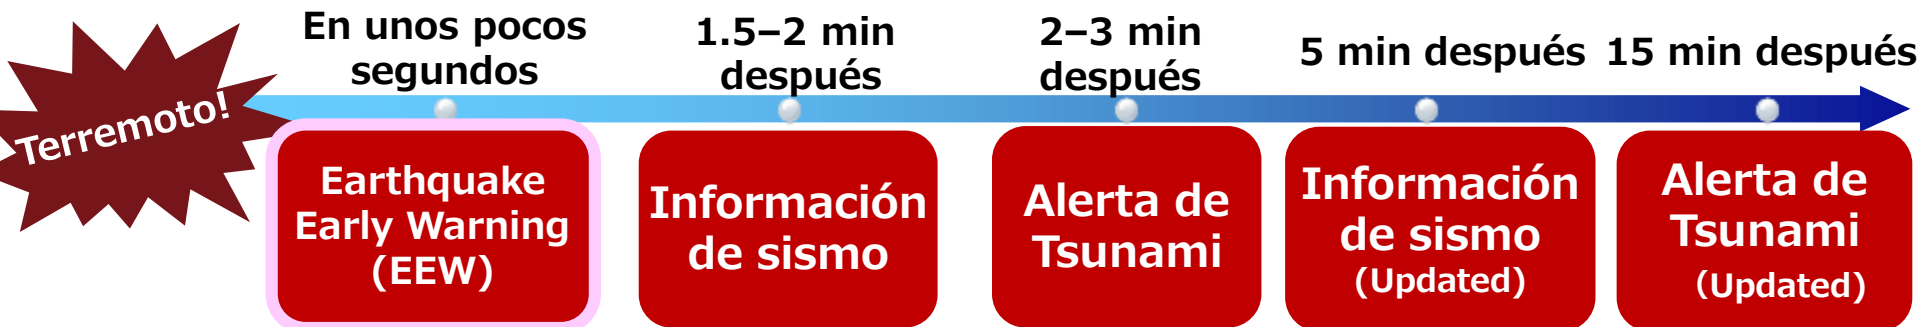 Terremoto!
En unos pocos
segundos
1.5–2 min
después
2–3 min
después
5 min después
15 min después
Earthquake
Early Warning
(EEW)
Información
de sismo
Alerta de
Tsunami
Información
de sismo
(Updated)
Alerta de
Tsunami
(Updated)